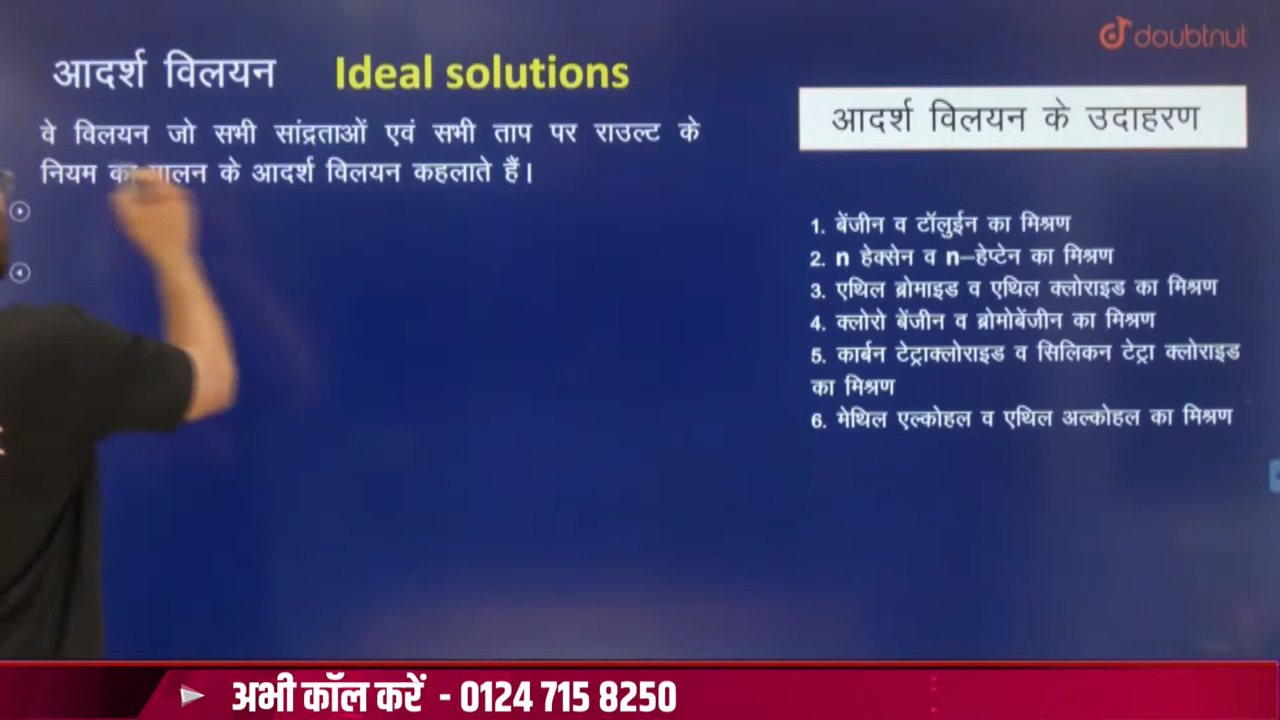 doubtnut
आदर्श विलयन Ideal solutions
वे विलयन जो सभी सांद्रताओं एवं सभी ताप पर राउल्ट के
नियम का पालन के आदर्श विलयन कहलाते हैं।
आदर्श विलयन के उदाहरण
1. बेंजीन व टॉलुईन का मिश्रण
2. n हेक्सेन व n–हेप्टेन का मिश्रण
3. एथिल ब्रोमाइड व एथिल क्लोराइड का मिश्रण
4. क्लोरो बेंजीन व ब्रोमोबेंजीन का मिश्रण
5. कार्बन टेट्राक्लोराइड व सिलिकन टेट्रा क्लोराइड
का मिश्रण
6. मेथिल एल्कोहल व एथिल अल्कोहल का मिश्रण
अभी कॉल करें - 0124 715 8250